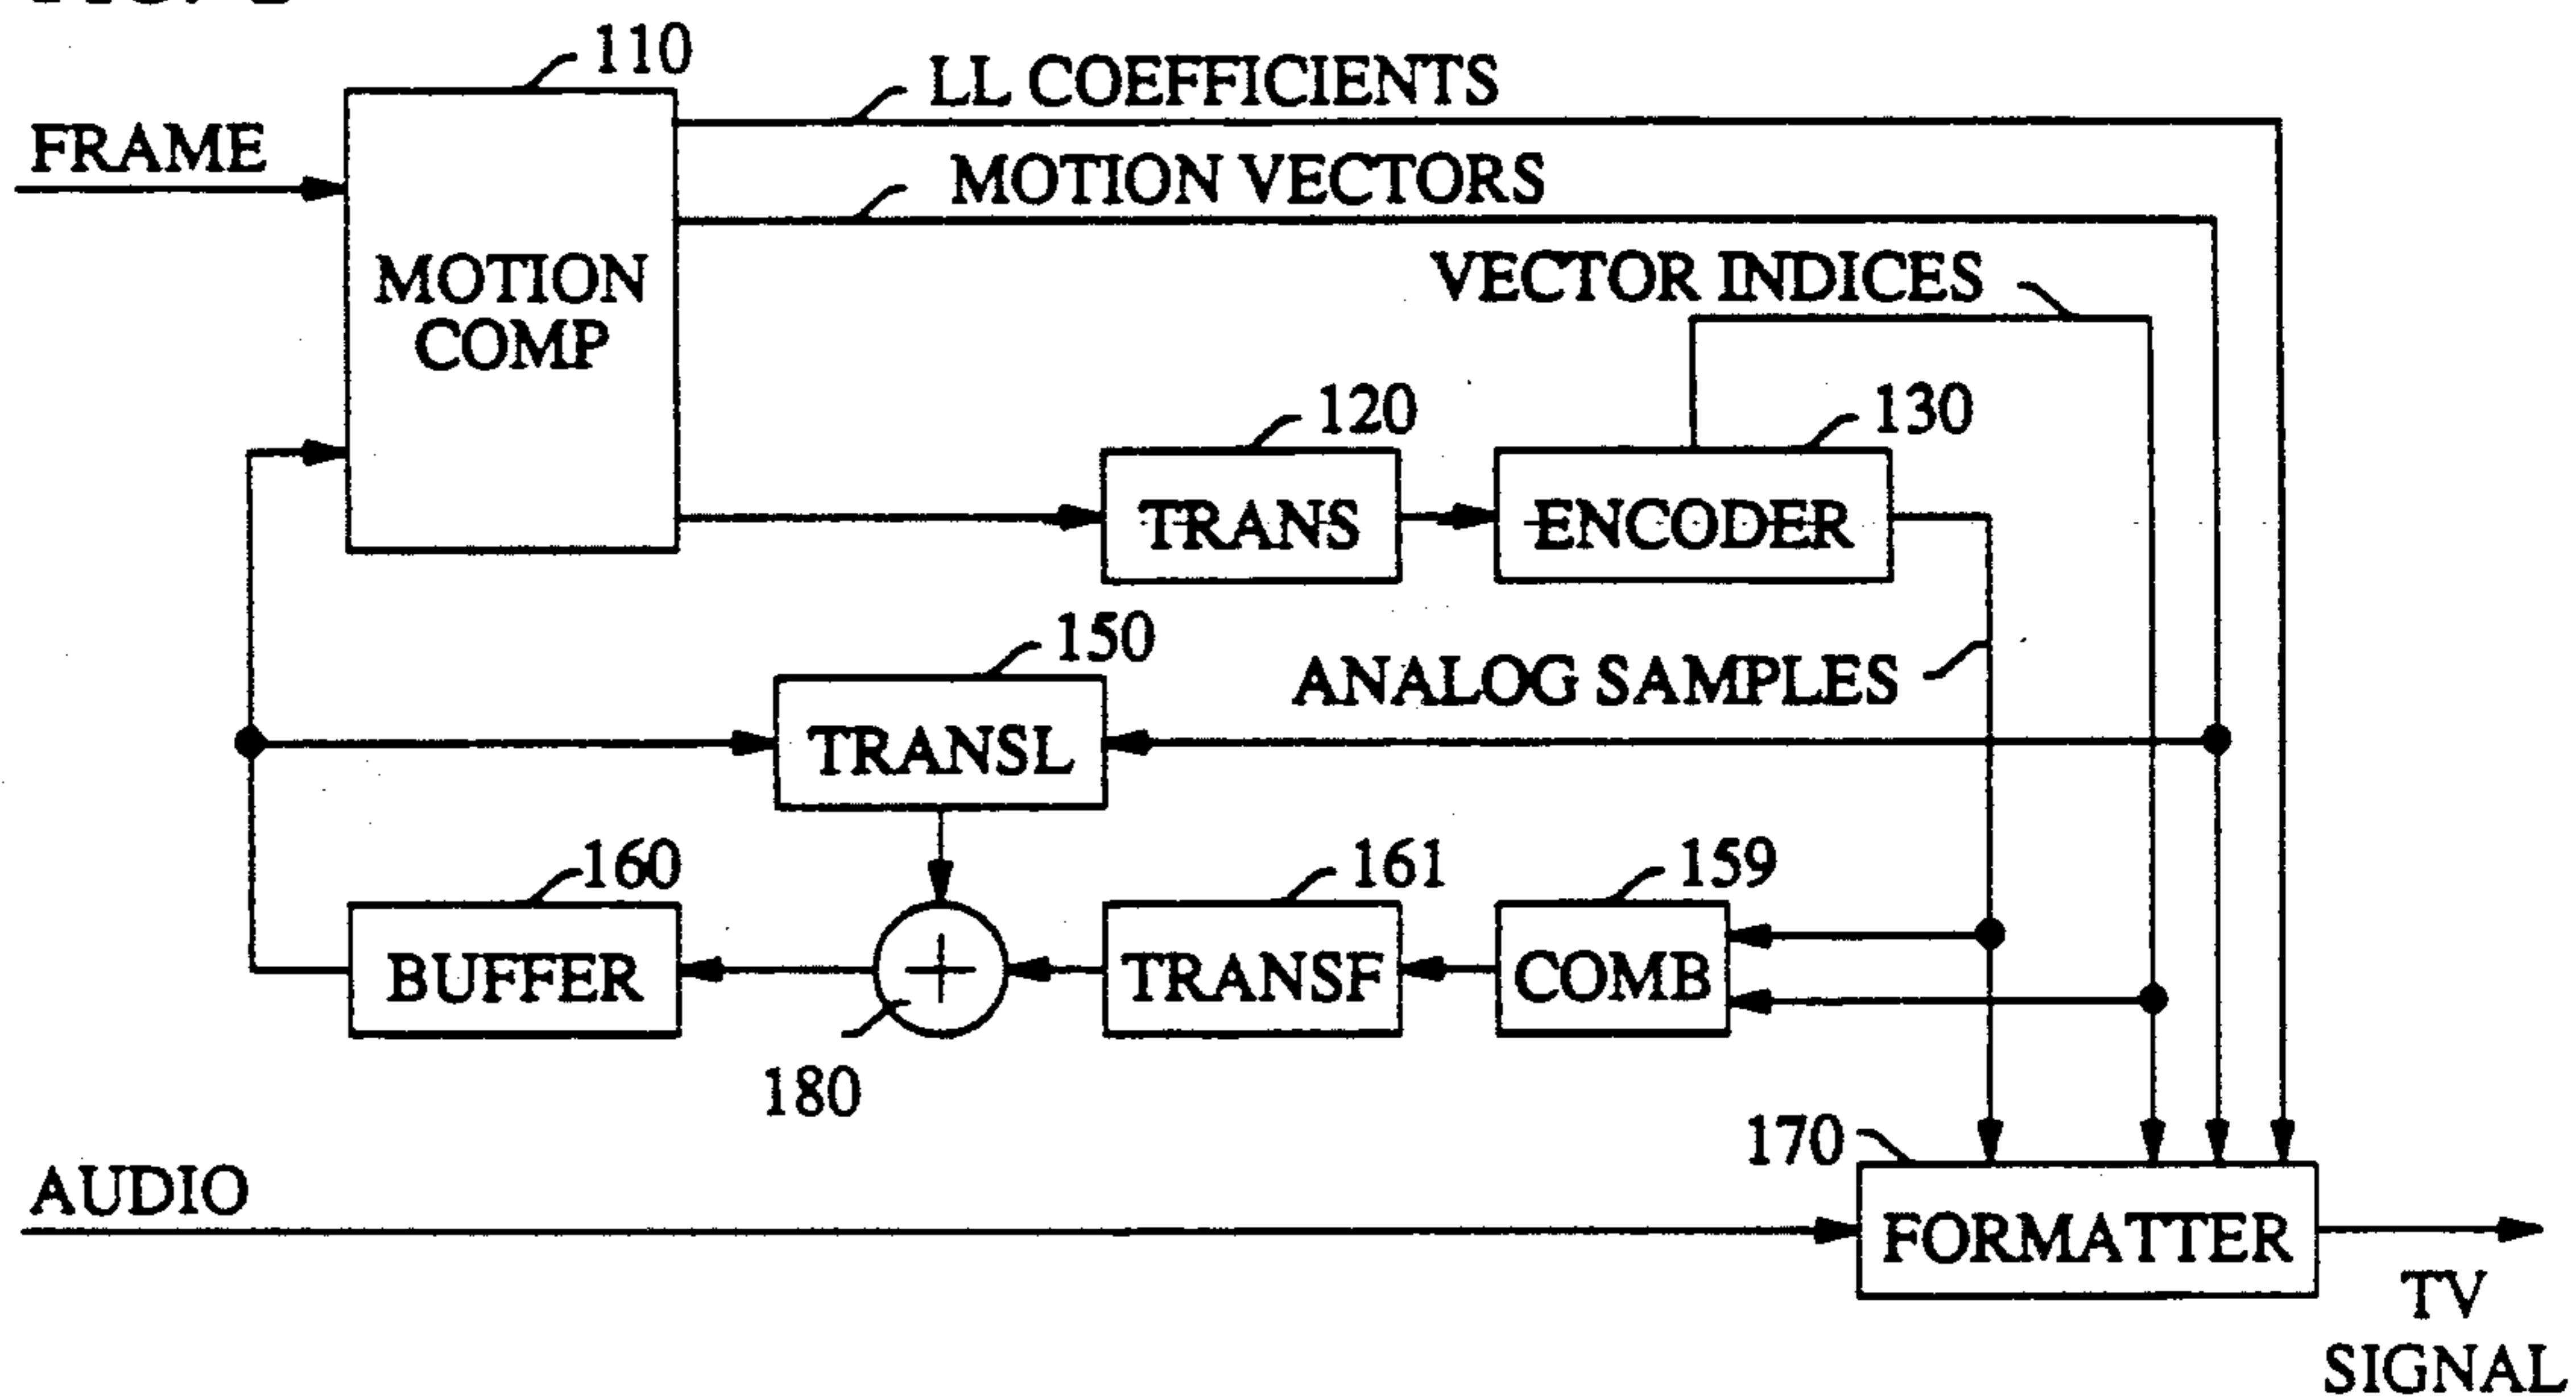 110
LL COEFFICIENTS
FRAME
MOTION VECTORS
MOTION
COMP
VECTOR INDICES
120
130
TRANS
ENCODER
150
ANALOG SAMPLES
TRANSL
160
161
159
BUFFER
+
TRANSF
COMB
180
170
AUDIO
FORMATTER
TV
SIGNAL